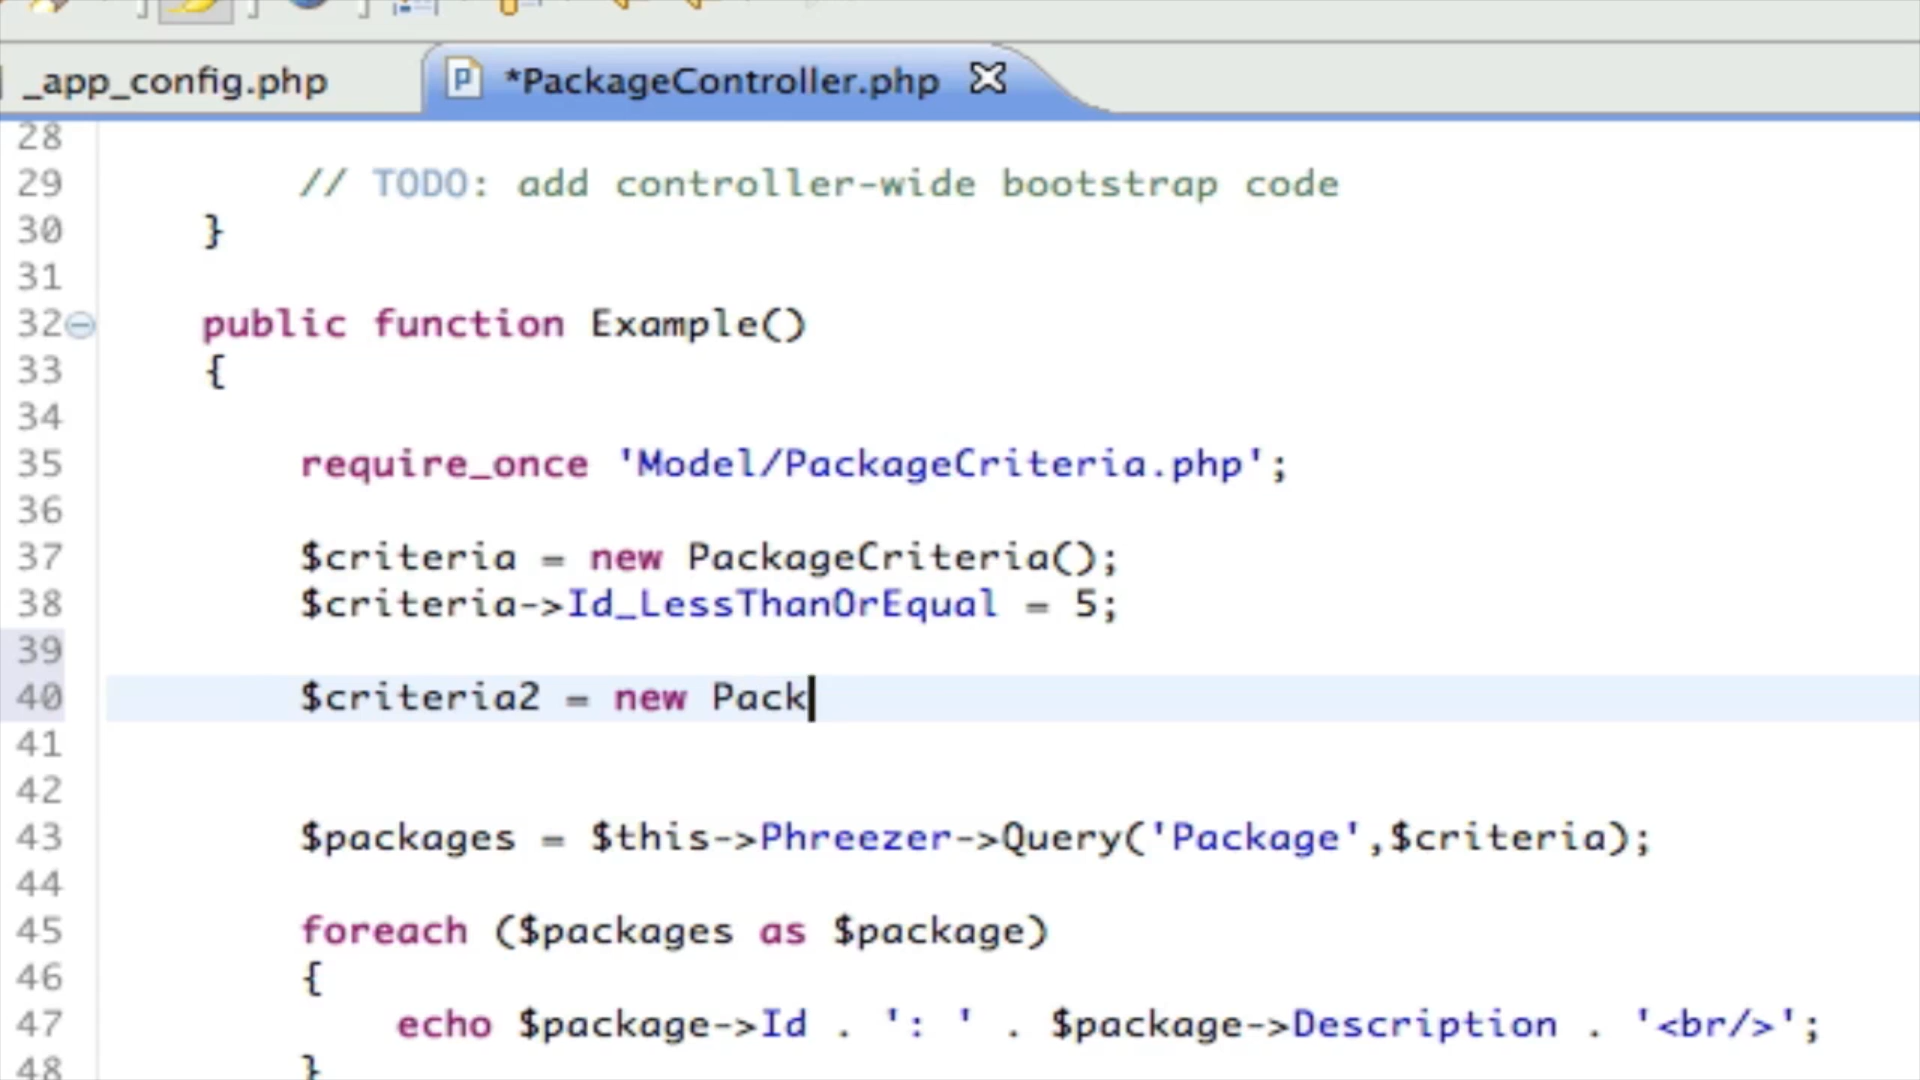 _app_config.php
*PackageController.php
28
29 // TODO: add controller-wide bootstrap code
30 }
31
32 public function Example()
33 {
34
35 require_once 'Model/PackageCriteria.php';
36
37 $criteria = new PackageCriteria();
38 $criteria->Id_LessThanOrEqual = 5;
39
40 $criteria2 = new Pack
41
42
43 $packages = $this->Phreezer->Query('Package',$criteria);
44
45 foreach ($packages as $package)
46 {
47 echo $package->Id . ': ' . $package->Description . '<br/>';
48 }